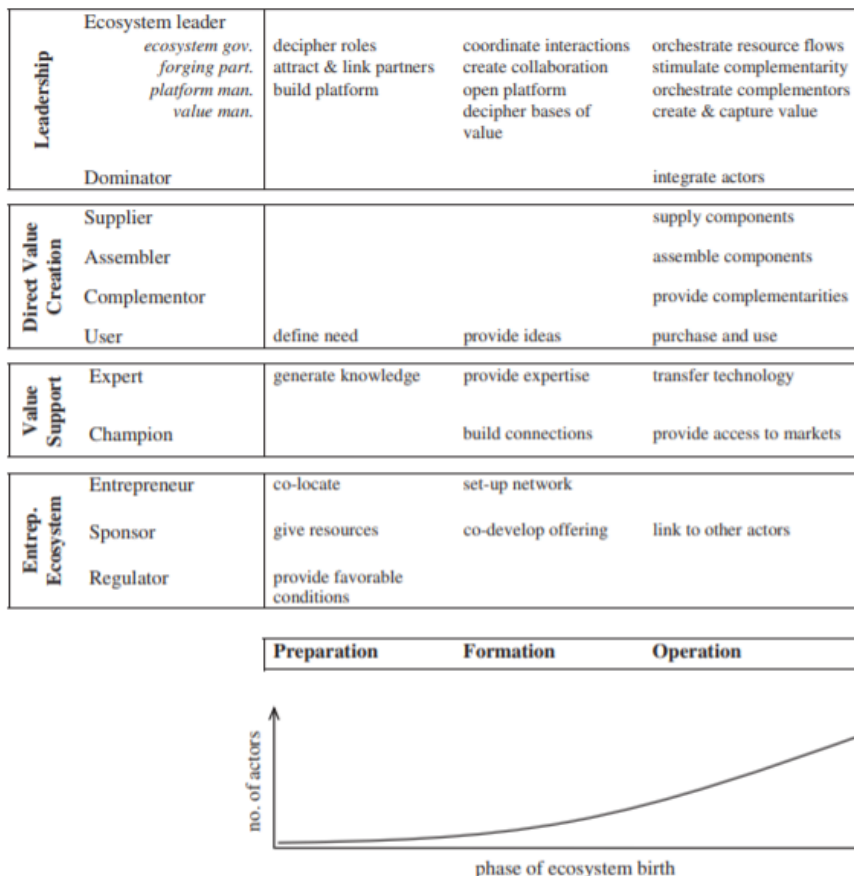 Leadership
Ecosystem leader
ecosystem gov. decipher roles coordinate interactions orchestrate resource flows
forging part. attract & link partners create collaboration stimulate complementarity
platform man. build platform open platform orchestrate complementors
value man. decipher bases of create & capture value
value
Dominator integrate actors
Direct Value
Creation
Supplier supply components
Assembler assemble components
Complementor provide complementarities
User define need provide ideas purchase and use
Value
Support
Expert generate knowledge provide expertise transfer technology
Champion build connections provide access to markets
Entrep.
Ecosystem
Entrepreneur co-locate set-up network
Sponsor give resources co-develop offering link to other actors
Regulator provide favorable
conditions
Preparation Formation Operation
no. of actors
phase of ecosystem birth